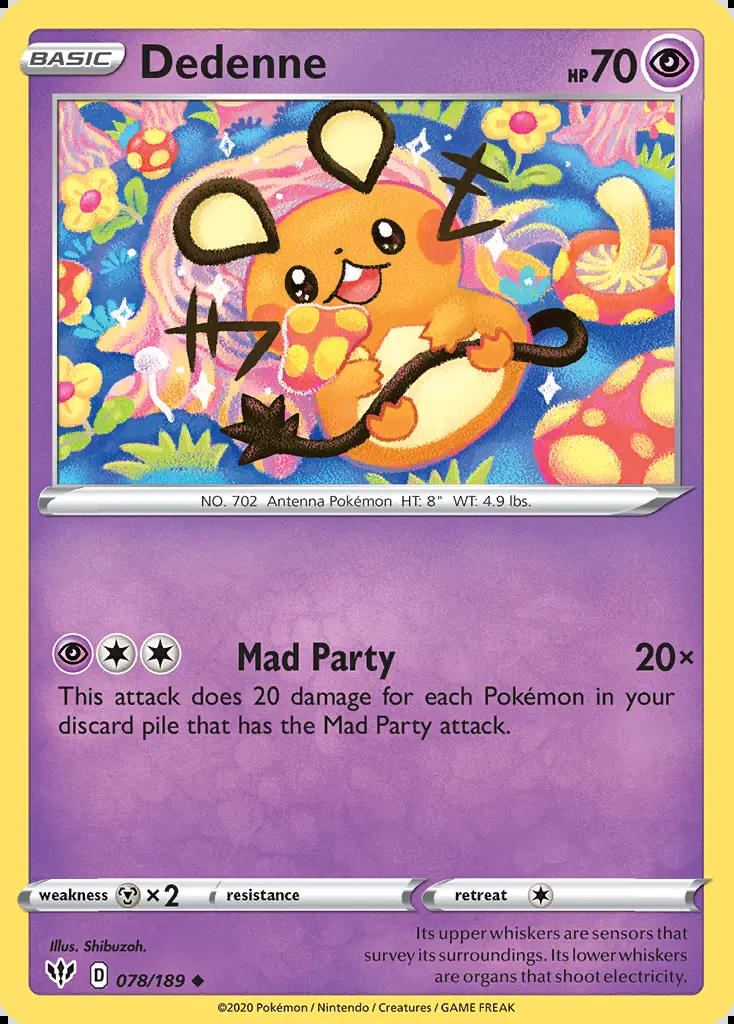 BASIC Dedenne HP 70
NO. 702 Antenna Pokémon HT: 8" WT: 4.9 lbs.
Mad Party 20×
This attack does 20 damage for each Pokémon in your
discard pile that has the Mad Party attack.
weakness ×2 resistance retreat
Illus. Shibuzoh.
D 078/189
Its upper whiskers are sensors that
survey its surroundings. Its lower whiskers
are organs that shoot electricity.
©2020 Pokémon / Nintendo / Creatures / GAME FREAK